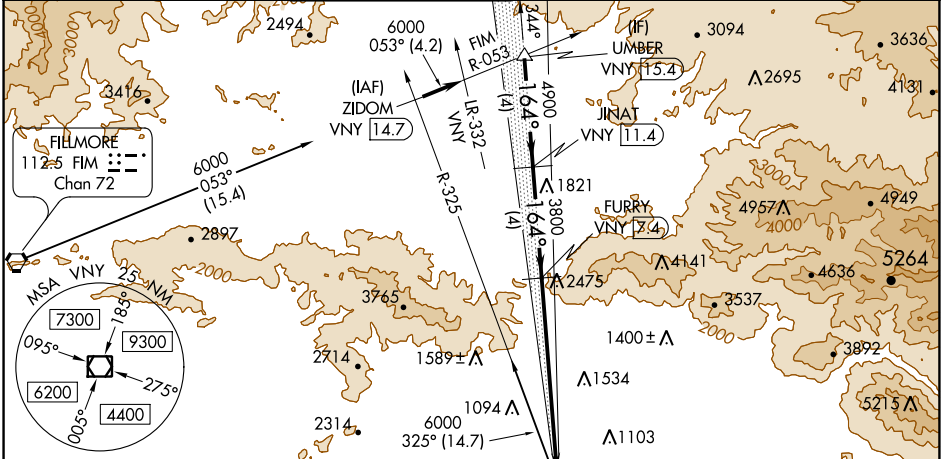 2494
6000
053° (4.2)
FIM
R-053
344°
(IF)
UMBER
VNY 15.4
3094
3636
3000
3416
(IAF)
ZIDOM
VNY 14.7
LR-332
VNY
164°
(4)
4900
2695
4131
JINAT
VNY 11.4
FILLMORE
112.5 FIM
Chan 72
6000
053°
(15.4)
R-325
1821
3800
164°
(4)
FURRY
VNY 7.4
3000
4957
4000
4949
2897
2000
4141
4636
5264
MSA VNY 25 NM
2475
3765
3537
2000
7300
185°
9300
095°
275°
6200
4400
005°
1400±
3892
2714
1589±
1534
5215
1094
2314
6000
325° (14.7)
1103